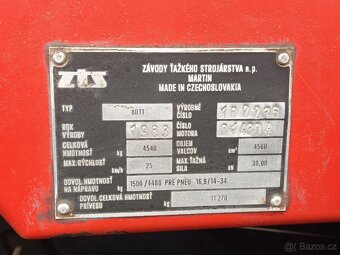 zts
ZÁVODY ŤAŽKÉHO STROJÁRSTVA n.p.
MARTIN
MADE IN CZECHOSLOVAKIA
TYP 8011 VÝROBNÉ ČÍSLO
ROK VÝROBY 1983 ČÍSLO MOTORA
CELKOVÁ HMOTNOSŤ kg 4540 OBJEM VALCOV cm³ 4560
MAX. RÝCHLOSŤ km/h 25 MAX. ŤAŽNÁ SILA kN 30,00
DOVOL. HMOTNOSŤ NA NÁPRAVU kg 1500/4480 PRE PNEU 16,9/14-34
DOVOL. CELKOVÁ HMOTNOSŤ PRÍVESU kg 11 270
bazos.cz